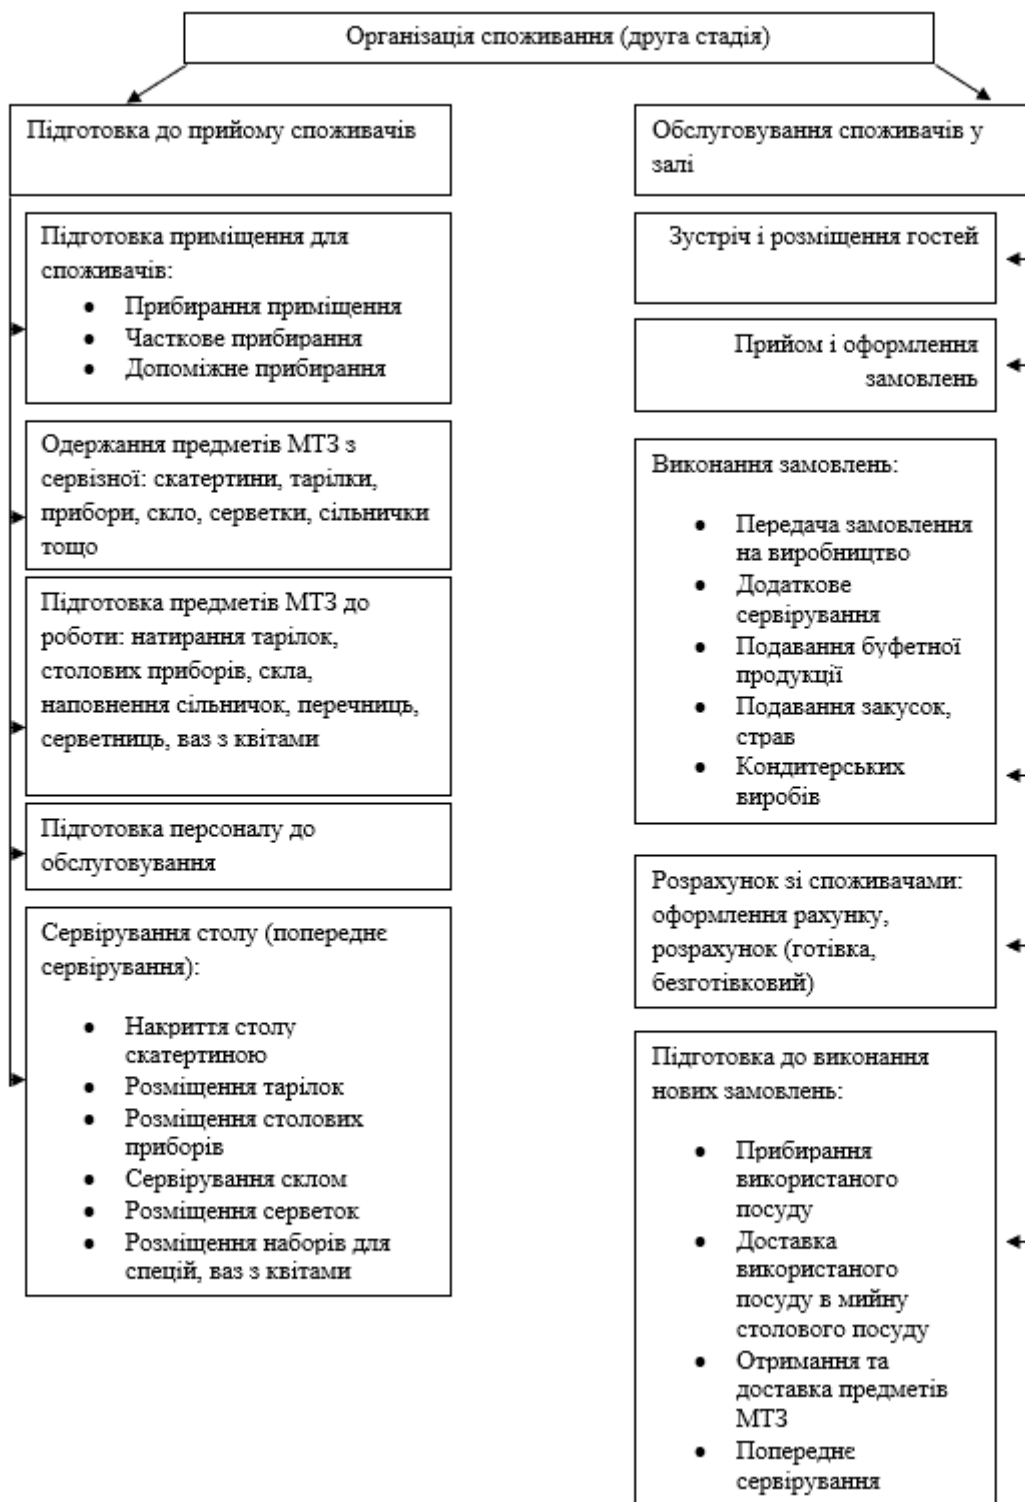 Організація споживання (друга стадія)
Підготовка до прийому споживачів
Підготовка приміщення для
споживачів:
• Прибирання приміщення
• Часткове прибирання
• Допоміжне прибирання
Одержання предметів МТЗ з
сервізної: скатертини, тарілки,
прибори, скло, серветки, сільнички
тощо
Підготовка предметів МТЗ до
роботи: натирання тарілок,
столових приборів, скла,
наповнення сільничок, перечниць,
серветниць, ваз з квітами
Підготовка персоналу до
обслуговування
Сервірування столу (попереднє
сервірування):
• Накриття столу
скатертиною
• Розміщення тарілок
• Розміщення столових
приборів
• Сервірування склом
• Розміщення серветок
• Розміщення наборів для
спецій, ваз з квітами
Обслуговування споживачів у
залі
Зустріч і розміщення гостей
Прийом і оформлення
замовлень
Виконання замовлень:
• Передача замовлення
на виробництво
• Додаткове
сервірування
• Подавання буфетної
продукції
• Подавання закусок,
страв
• Кондитерських
виробів
Розрахунок зі споживачами:
оформлення рахунку,
розрахунок (готівка,
безготівковий)
Підготовка до виконання
нових замовлень:
• Прибирання
використаного
посуду
• Доставка
використаного
посуду в мийну
столового посуду
• Отримання та
доставка предметів
МТЗ
• Попереднє
сервірування